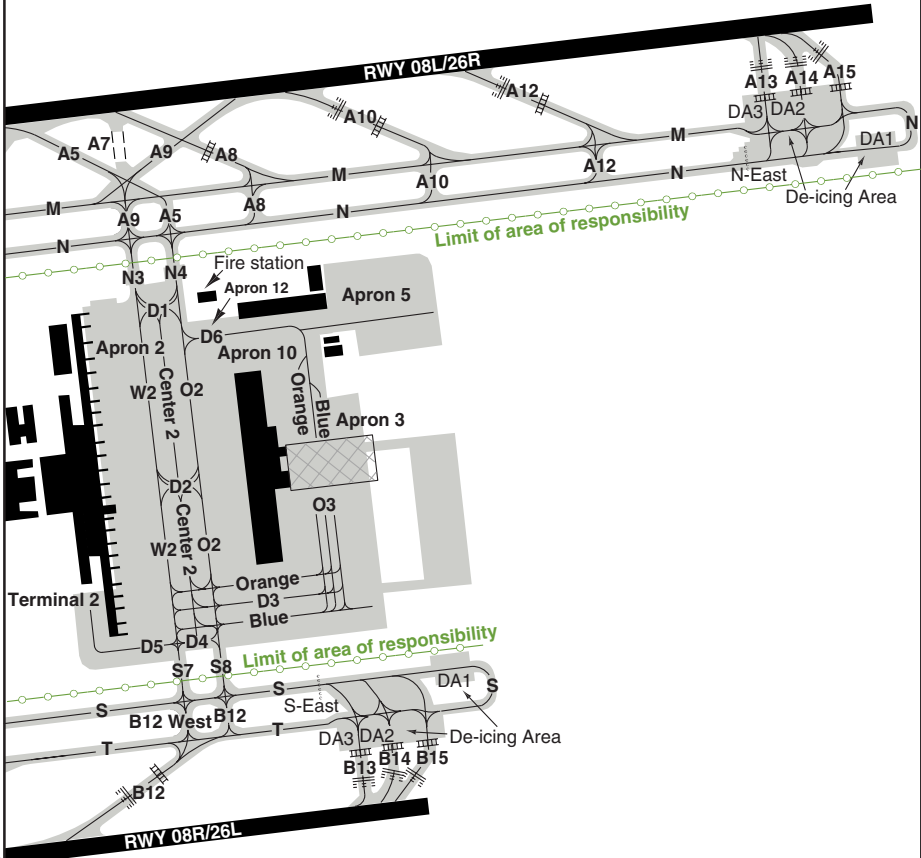 RWY 08L/26R
A12
A13
A14
A15
DA3
DA2
A10
A7
A5
A9
A8
M
N
DA1
A12
N-East
M
A10
N
De-icing Area
M
A8
N
A9
A5
N
Limit of area of responsibility
N3
N4
Fire station
Apron 12
Apron 5
D1
D6
Apron 2
Apron 10
W2
Center 2
O2
Orange
Blue
Apron 3
D2
O3
Center 2
W2
O2
Orange
D3
Blue
Terminal 2
D5
D4
Limit of area of responsibility
S7
S8
S
S-East
DA1
S
S
B12 West
B12
T
T
DA3
DA2
De-icing Area
B13
B14
B15
B12
RWY 08R/26L